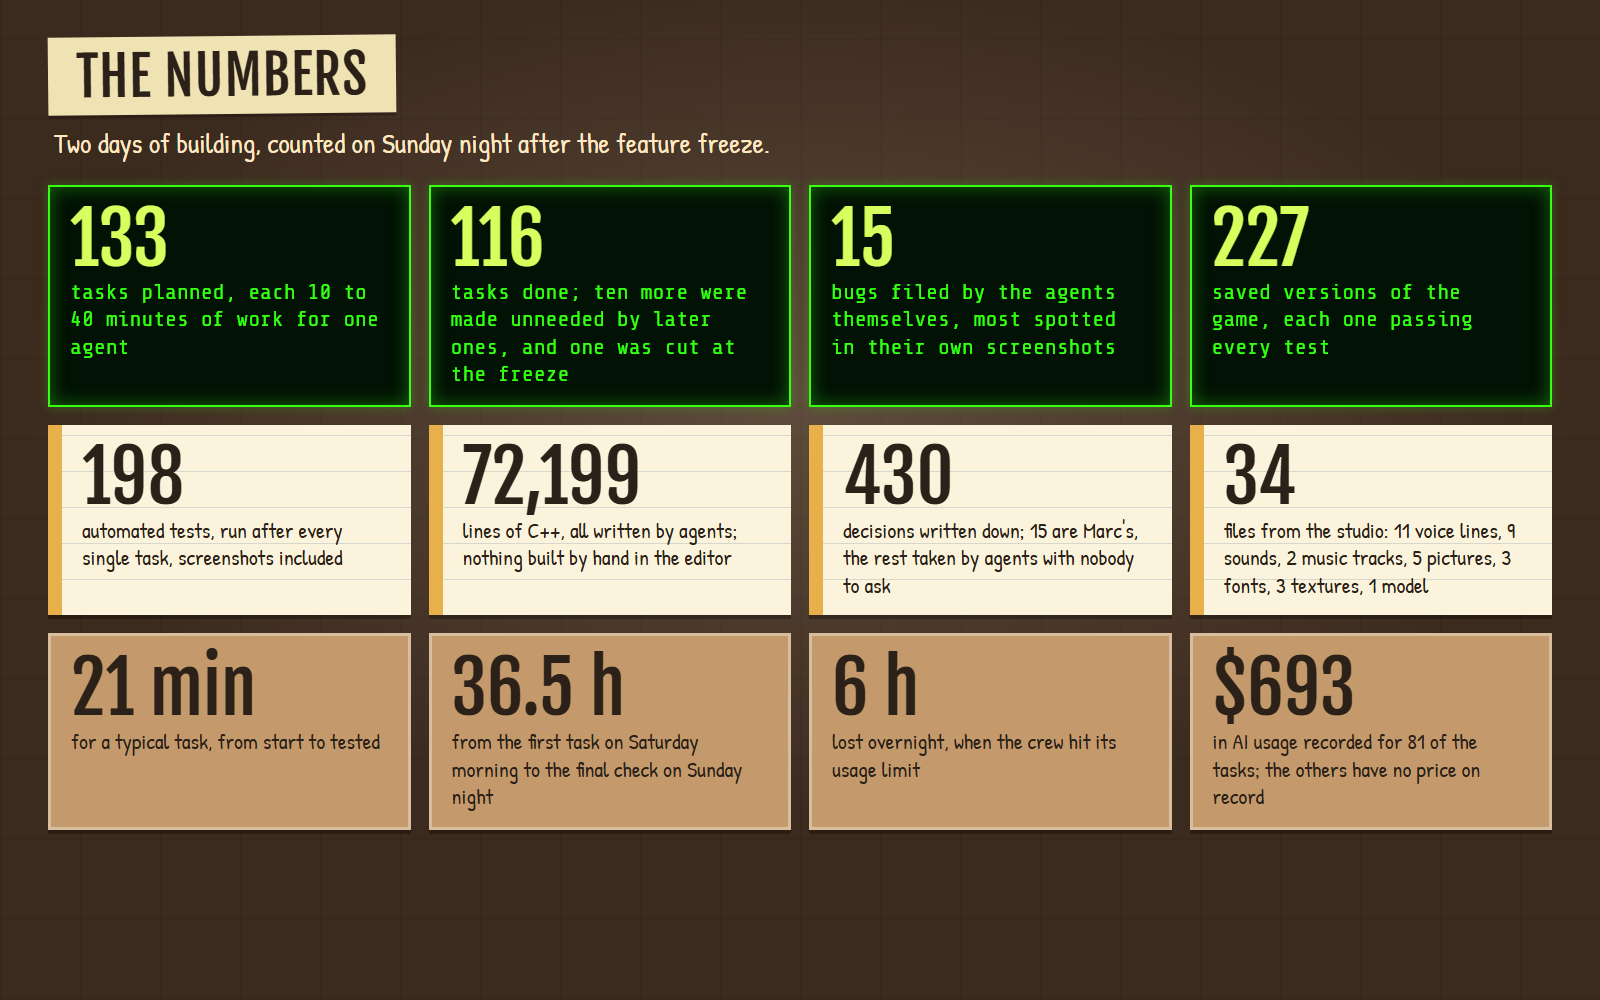 THE NUMBERS
Two days of building, counted on Sunday night after the feature freeze.
133
tasks planned, each 10 to
40 minutes of work for one
agent
116
tasks done; ten more were
made unneeded by later
ones, and one was cut at
the freeze
15
bugs filed by the agents
themselves, most spotted
in their own screenshots
227
saved versions of the
game, each one passing
every test
198
automated tests, run after every
single task, screenshots included
72,199
lines of C++, all written by agents;
nothing built by hand in the editor
430
decisions written down; 15 are Marc's,
the rest taken by agents with nobody
to ask
34
files from the studio: 11 voice lines, 9
sounds, 2 music tracks, 5 pictures, 3
fonts, 3 textures, 1 model
21 min
for a typical task, from start to tested
36.5 h
from the first task on Saturday
morning to the final check on Sunday
night
6 h
lost overnight, when the crew hit its
usage limit
$693
in AI usage recorded for 81 of the
tasks; the others have no price on
record